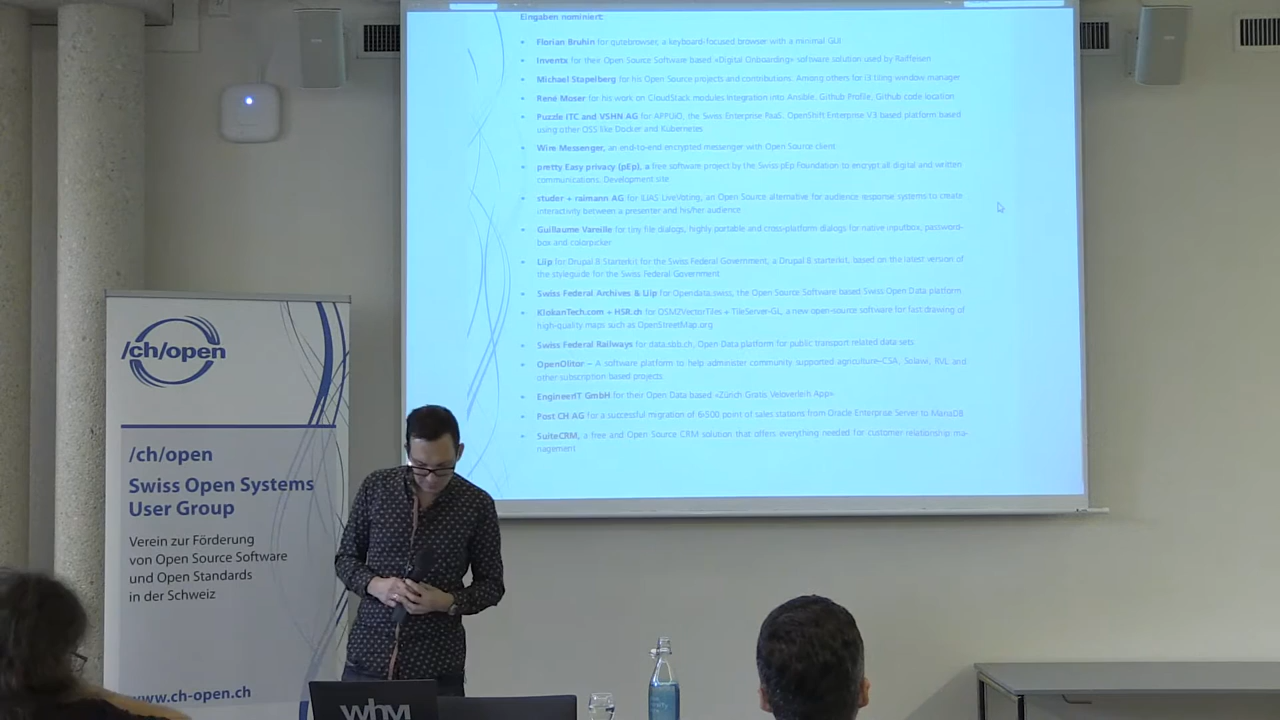 Eingaben nominiert:
• Florian Bruhin for qutebrowser, a keyboard-focused browser with a minimal GUI
• Inventx for their Open Source Software based «Digital Onboarding» software solution used by Raiffeisen
• Michael Stapelberg for his Open Source projects and contributions. Among others for i3 tiling window manager
• René Moser for his work on CloudStack modules integration into Ansible. Github Profile, Github code location
• Puzzle ITC and VSHN AG for APPUiO, the Swiss Enterprise PaaS. OpenShift Enterprise V3 based platform based
using other OSS like Docker and Kubernetes
• Wire Messenger, an end-to-end encrypted messenger with Open Source client
• pretty Easy privacy (pEp), a free software project by the Swiss pEp Foundation to encrypt all digital and written
communications. Development site
• studer + raimann AG for ILIAS LiveVoting, an Open Source alternative for audience response systems to create
interactivity between a presenter and his/her audience
• Guillaume Vareille for tiny file dialogs, highly portable and cross-platform dialogs for native inputbox, password-
box and colorpicker
• Liip for Drupal 8 Starterkit for the Swiss Federal Government, a Drupal 8 starterkit, based on the latest version of
the styleguide for the Swiss Federal Government
• Swiss Federal Archives & Liip for Opendata.swiss, the Open Source Software based Swiss Open Data platform
• KlokanTech.com + HSR.ch for OSM2VectorTiles + TileServer-GL, a new open-source software for fast drawing of
high-quality maps such as OpenStreetMap.org
• Swiss Federal Railways for data.sbb.ch, Open Data platform for public transport related data sets
• OpenOlitor – A software platform to help administer community supported agriculture–CSA, Solawi, RVL and
other subscription based projects
• EngineerIT GmbH for their Open Data based «Zürich Gratis Veloverleih App»
• Post CH AG for a successful migration of 6›500 point of sales stations from Oracle Enterprise Server to MariaDB
• SuiteCRM, a free and Open Source CRM solution that offers everything needed for customer relationship ma-
nagement
/ch/open
/ch/open
Swiss Open Systems
User Group
Verein zur Förderung
von Open Source Software
und Open Standards
in der Schweiz
www.ch-open.ch